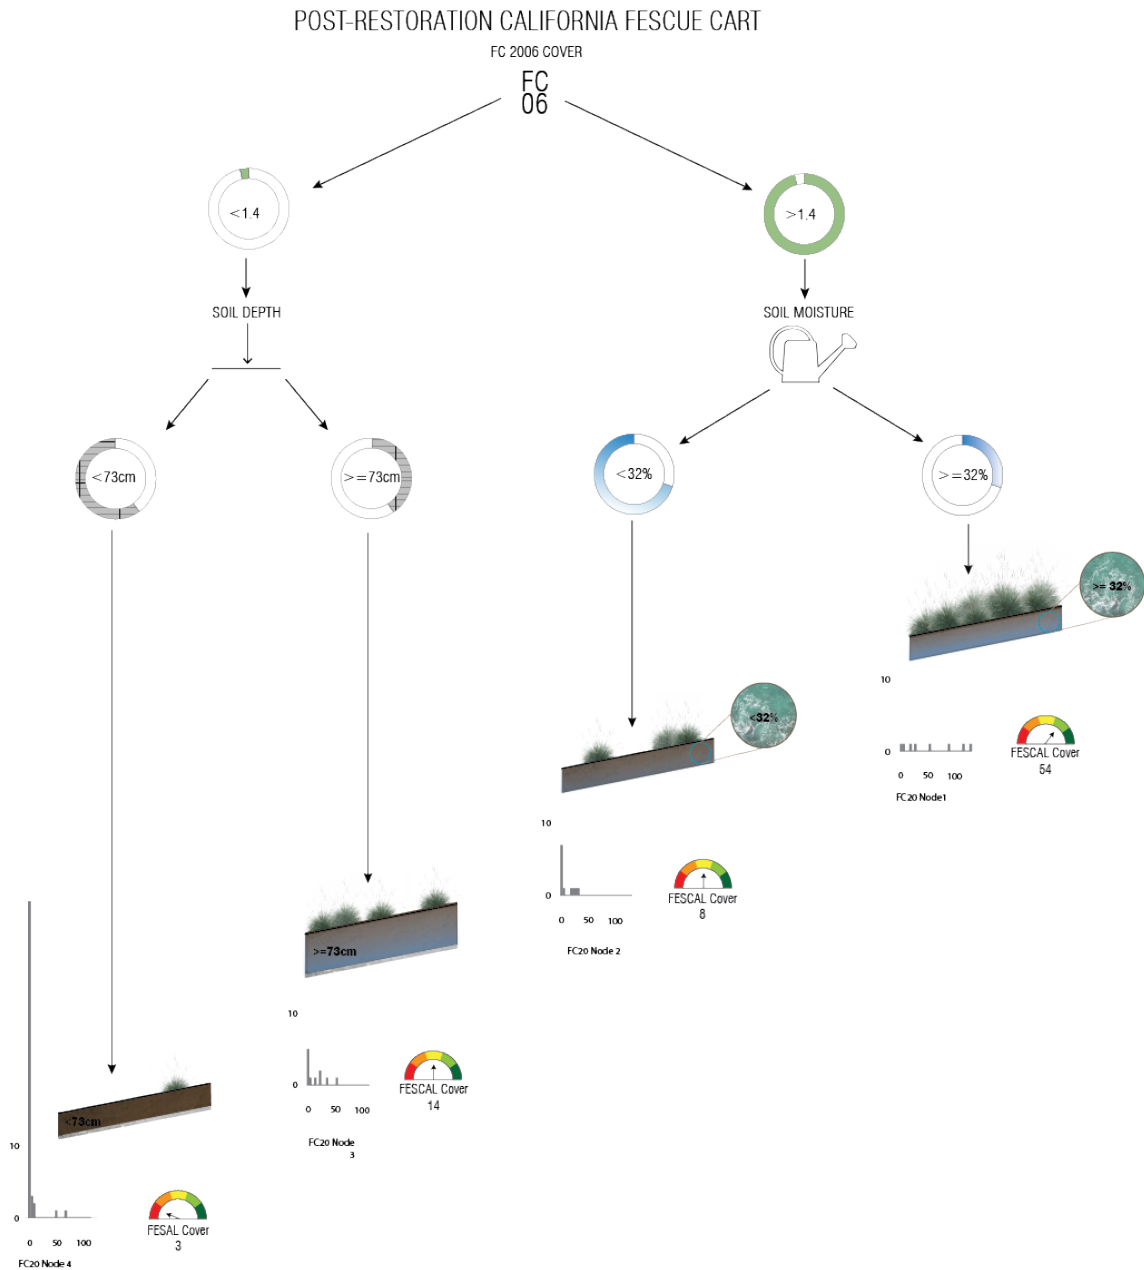 POST-RESTORATION CALIFORNIA FESCUE CART
FC 2006 COVER
FC
06
<1.4
>1.4
SOIL DEPTH
SOIL MOISTURE
<73cm
>=73cm
<32%
>=32%
>= 32%
10
0
0 50 100
FC20 Node1
FESCAL Cover
54
<32%
10
0
0 50 100
FC20 Node 2
FESCAL Cover
8
>=73cm
10
0
0 50 100
FC20 Node
3
FESCAL Cover
14
<73cm
10
0
0 50 100
FC20 Node 4
FESAL Cover
3